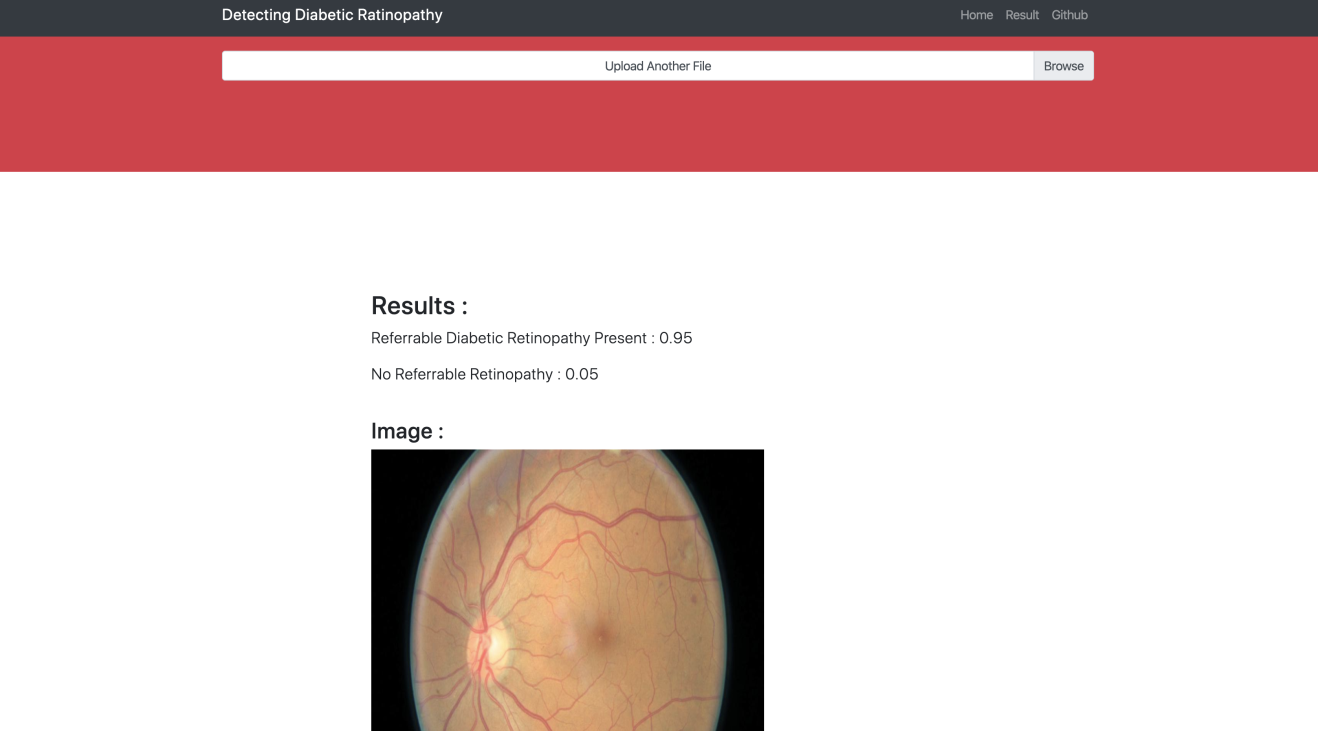 Detecting Diabetic Ratinopathy
Home Result Github
Upload Another File Browse
Results :
Referrable Diabetic Retinopathy Present : 0.95
No Referrable Retinopathy : 0.05
Image :